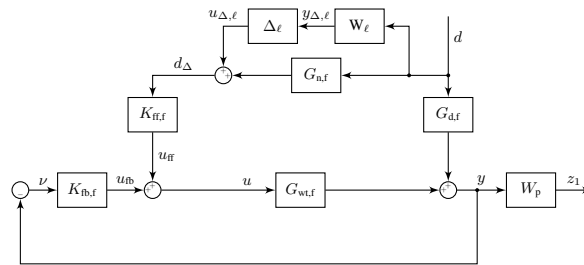 u_{Δ,ℓ} y_{Δ,ℓ}
Δ_ℓ W_ℓ
d
d_Δ
+ +
G_{n,f}
K_{ff,f} G_{d,f}
u_{ff}
ν u_{fb} u y z_1
− K_{fb,f} + + G_{wt,f} + + W_p